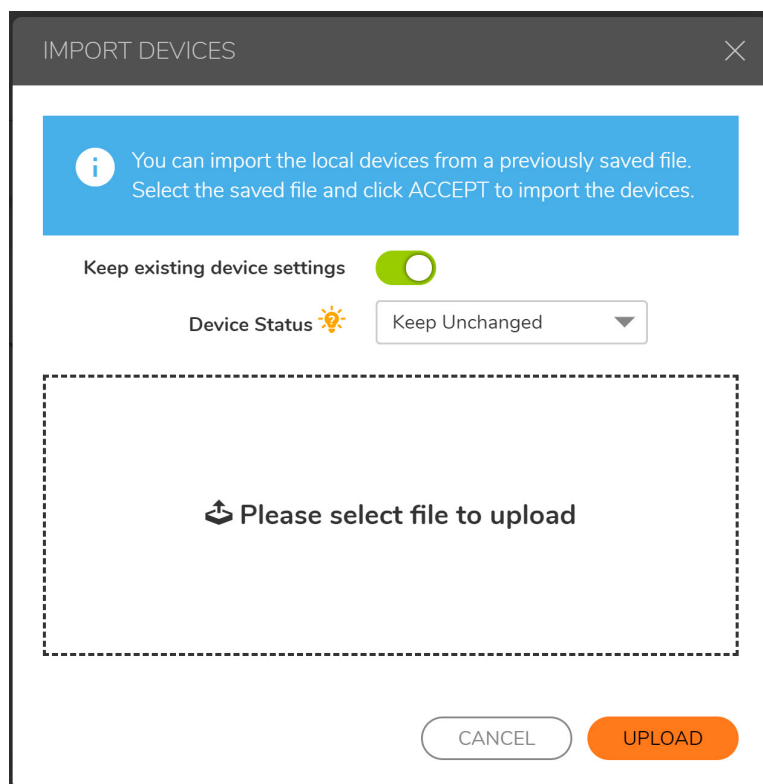 IMPORT DEVICES
You can import the local devices from a previously saved file.
Select the saved file and click ACCEPT to import the devices.
Keep existing device settings
Device Status
Keep Unchanged
Please select file to upload
CANCEL
UPLOAD